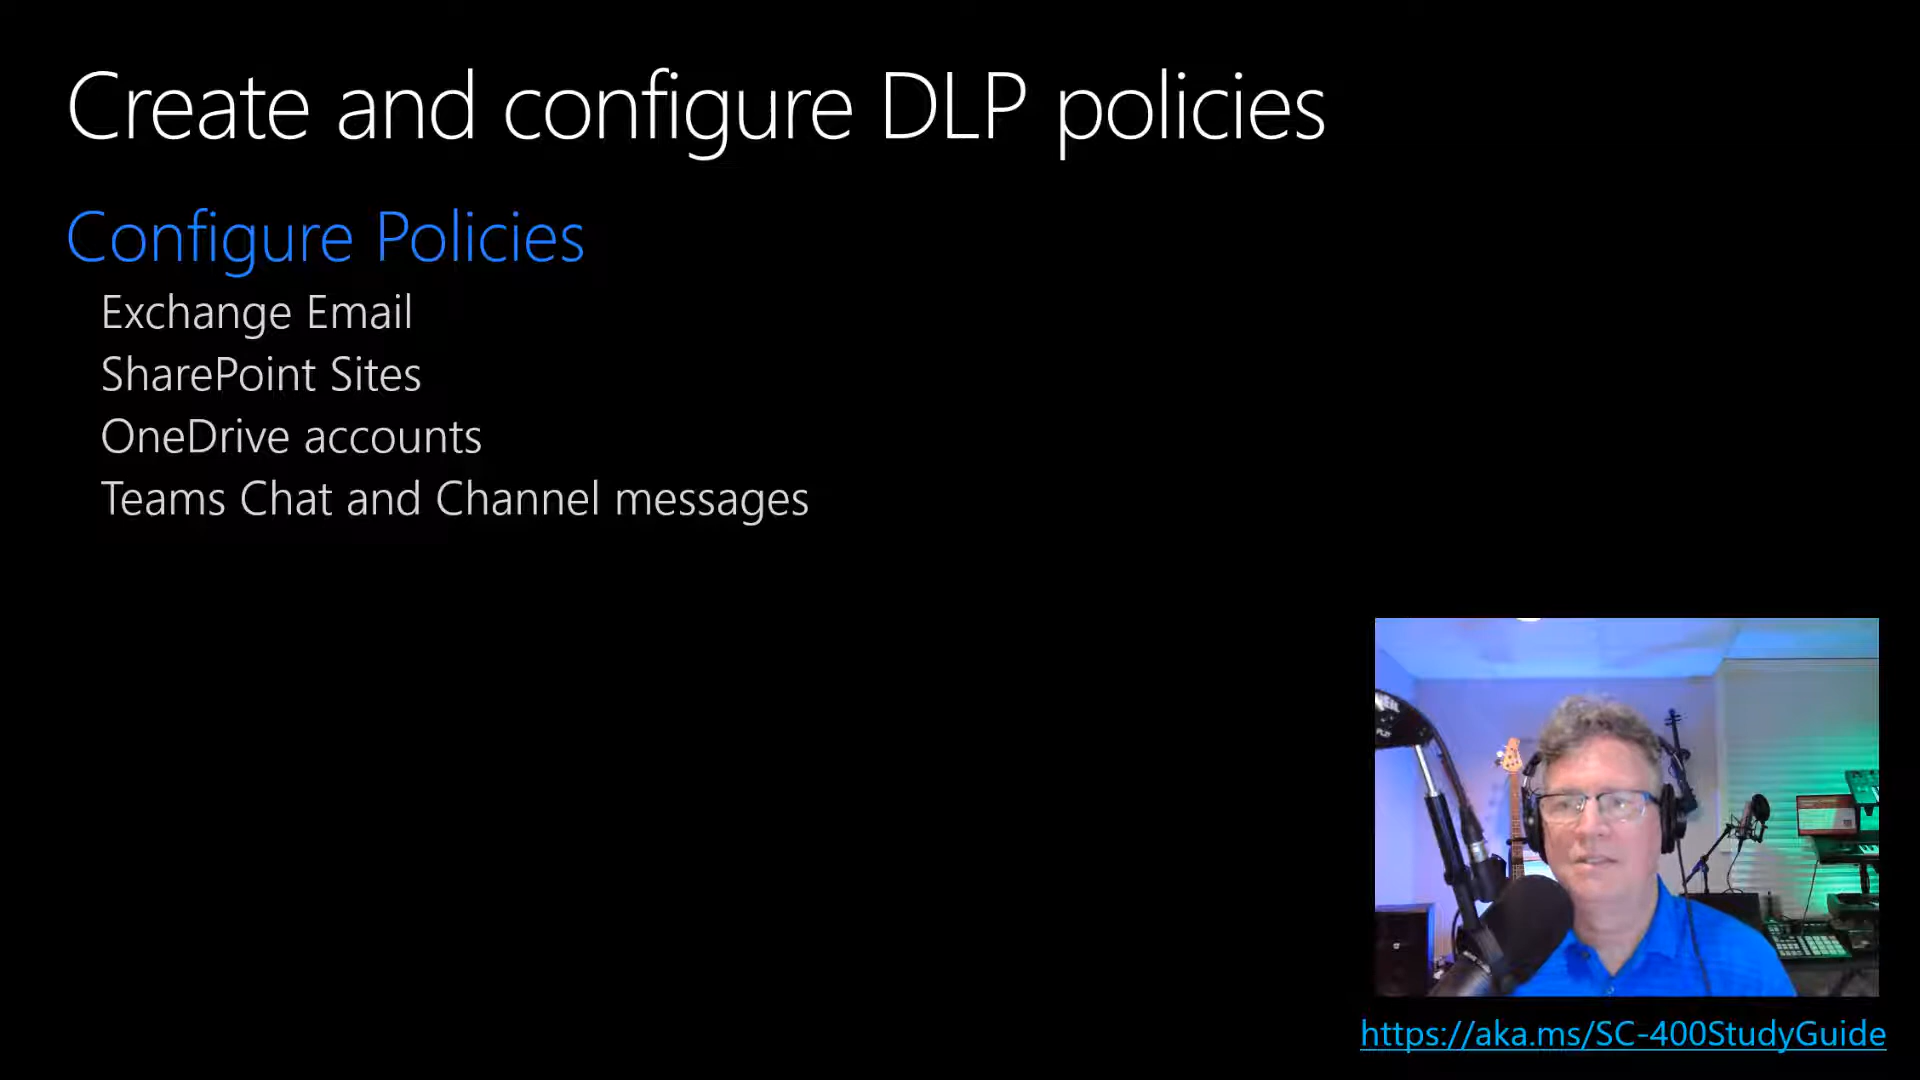 Create and configure DLP policies
Configure Policies
Exchange Email
SharePoint Sites
OneDrive accounts
Teams Chat and Channel messages
https://aka.ms/SC-400StudyGuide